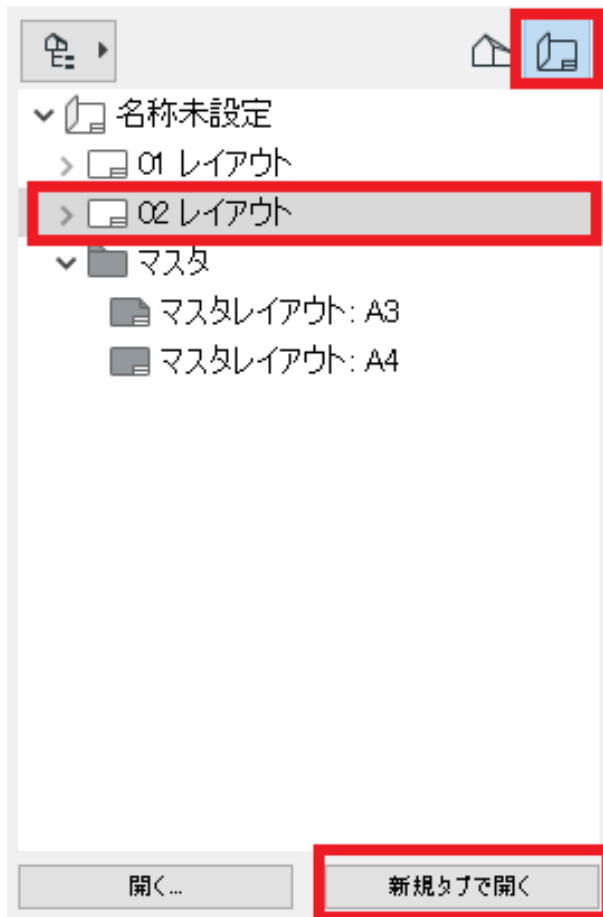 名称未設定
01 レイアウト
02 レイアウト
マスタ
マスタレイアウト: A3
マスタレイアウト: A4
開く...
新規タブで開く